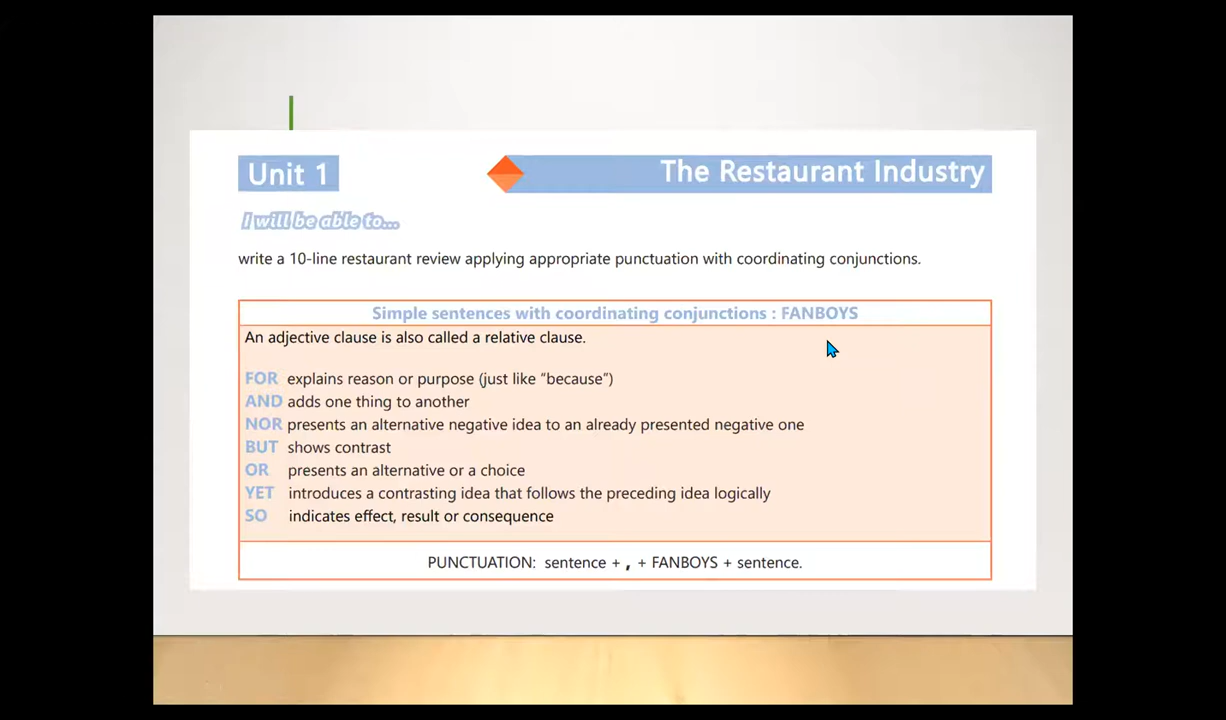 Unit 1
The Restaurant Industry
I will be able to...
write a 10-line restaurant review applying appropriate punctuation with coordinating conjunctions.
Simple sentences with coordinating conjunctions : FANBOYS
An adjective clause is also called a relative clause.
FOR explains reason or purpose (just like “because”)
AND adds one thing to another
NOR presents an alternative negative idea to an already presented negative one
BUT shows contrast
OR presents an alternative or a choice
YET introduces a contrasting idea that follows the preceding idea logically
SO indicates effect, result or consequence
PUNCTUATION: sentence + , + FANBOYS + sentence.